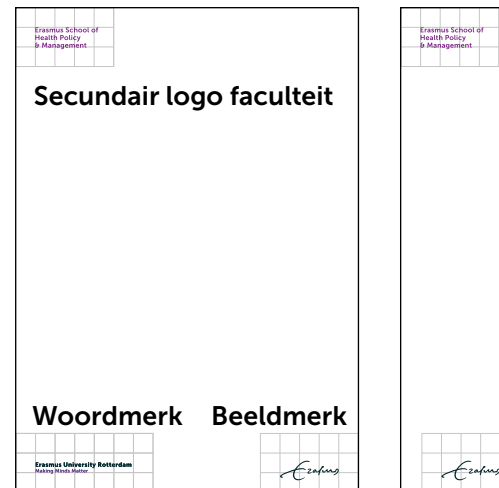 Erasmus School of
Health Policy
& Management
Secundair logo faculteit
Woordmerk
Beeldmerk
Erasmus University Rotterdam
Making Minds Matter
Erasmus
Erasmus School of
Health Policy
& Management
Erasmus